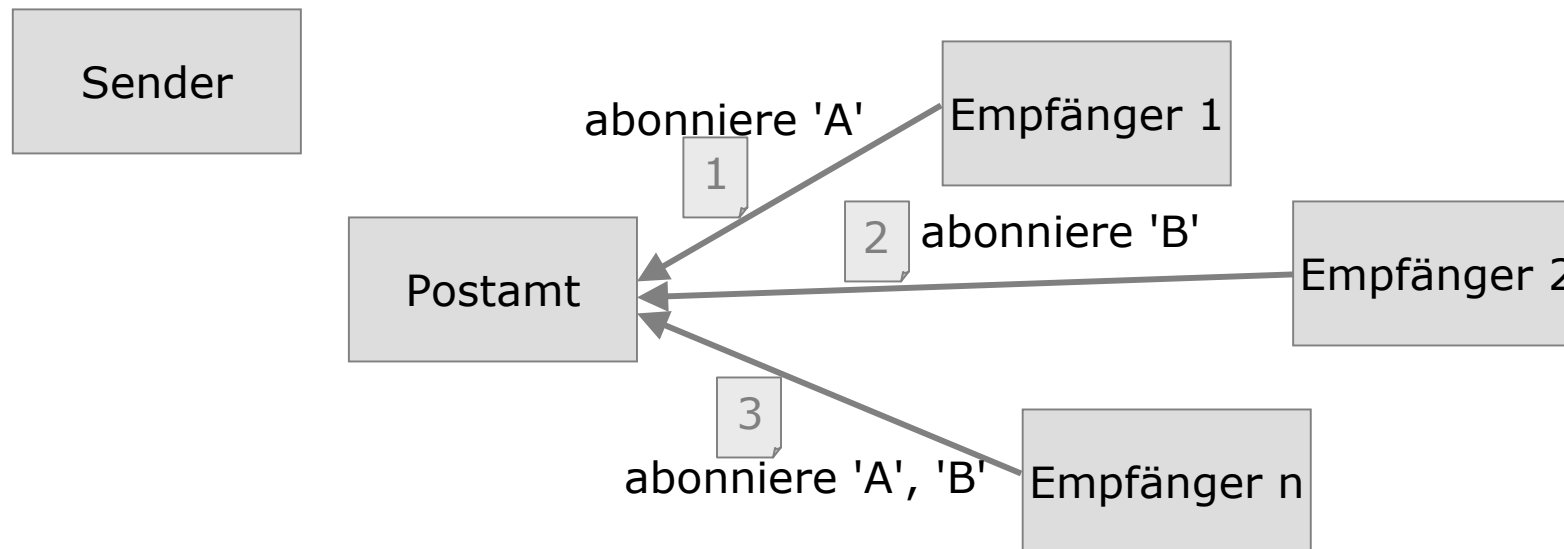 Sender
Empfänger 1
abonniere 'A'
1
2
abonniere 'B'
Empfänger 2
Postamt
3
abonniere 'A', 'B'
Empfänger n